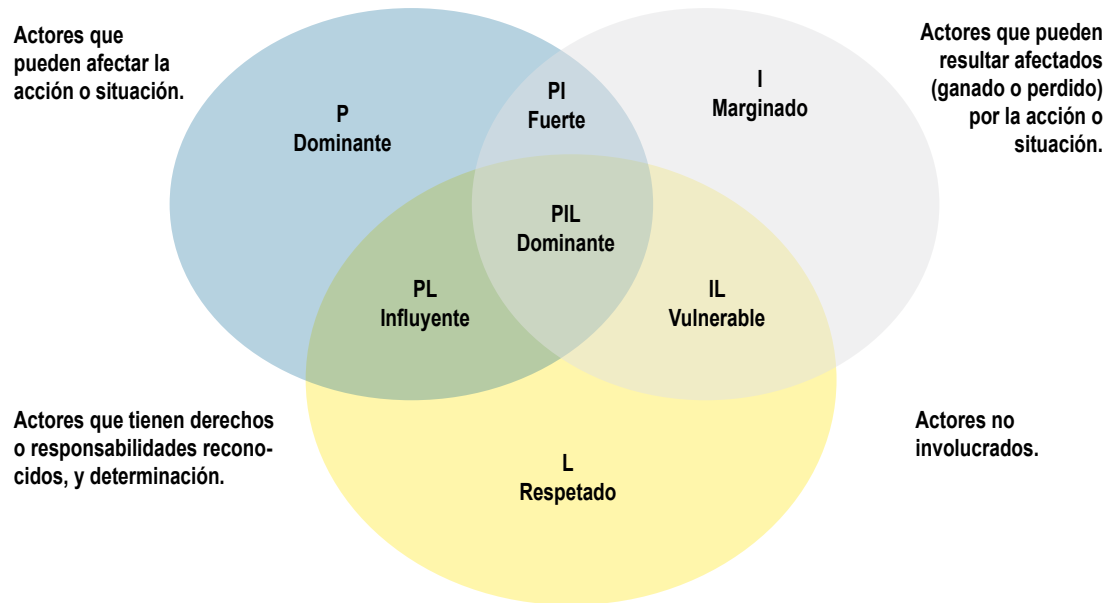 Actores que
pueden afectar la
acción o situación.
Actores que pueden
resultar afectados
(ganado o perdido)
por la acción o
situación.
P
Dominante
PI
Fuerte
I
Marginado
PIL
Dominante
PL
Influyente
IL
Vulnerable
Actores que tienen derechos
o responsabilidades recono-
cidos, y determinación.
Actores no
involucrados.
L
Respetado